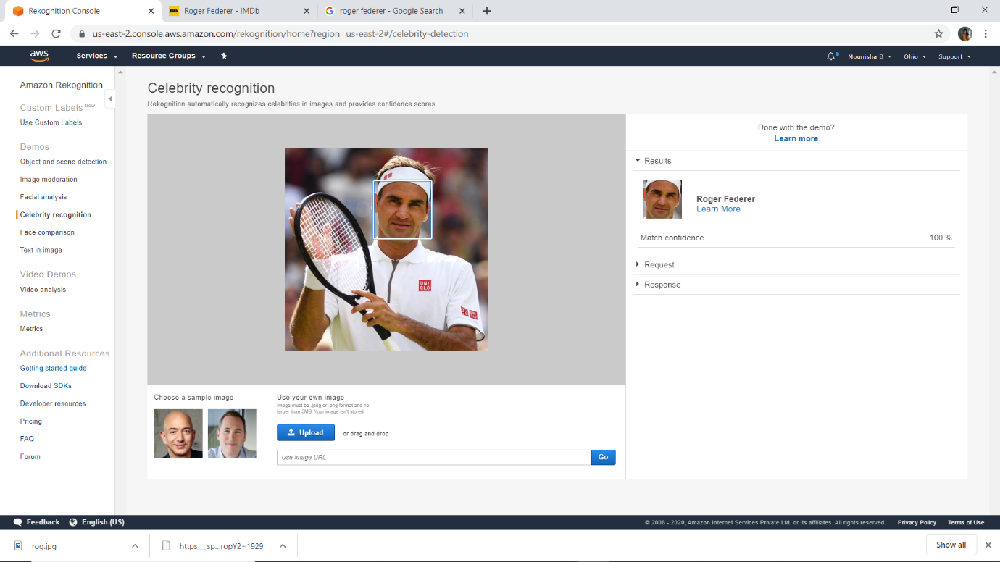 Rekognition Console
Roger Federer - IMDb
roger federer - Google Search
us-east-2.console.aws.amazon.com/rekognition/home?region=us-east-2#/celebrity-detection
aws
Services
Resource Groups
Mounisha B
Ohio
Support
Amazon Rekognition
Custom Labels New
Use Custom Labels
Demos
Object and scene detection
Image moderation
Facial analysis
Celebrity recognition
Face comparison
Text in image
Video Demos
Video analysis
Metrics
Metrics
Additional Resources
Getting started guide
Download SDKs
Developer resources
Pricing
FAQ
Forum
Celebrity recognition
Rekognition automatically recognizes celebrities in images and provides confidence scores.
UNI
QLO
Choose a sample image
Use your own image
Image must be .jpeg or .png format and no
larger than 5MB. Your image isn't stored.
Upload
or drag and drop
Use image URL
Go
Done with the demo?
Learn more
Results
Roger Federer
Learn More
Match confidence
100 %
Request
Response
Feedback
English (US)
© 2008 - 2020, Amazon Internet Services Private Ltd. or its affiliates. All rights reserved.
Privacy Policy
Terms of Use
rog.jpg
https___sp...ropY2=1929
Show all